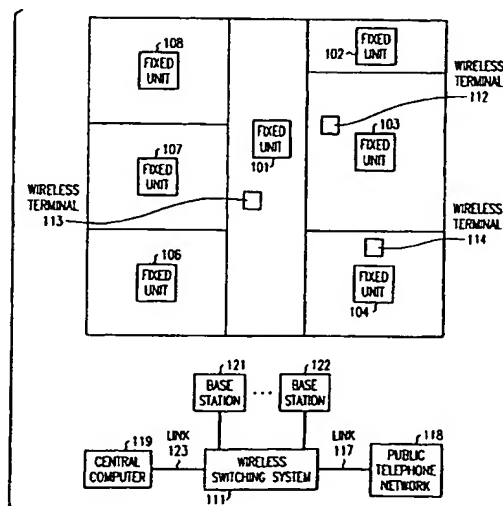 108
FIXED
UNIT
FIXED
UNIT
102
WIRELESS
TERMINAL
112
107
FIXED
UNIT
FIXED
UNIT
101
103
FIXED
UNIT
WIRELESS
TERMINAL
113
WIRELESS
TERMINAL
114
106
FIXED
UNIT
FIXED
UNIT
104
121
BASE
STATION
...
122
BASE
STATION
119
CENTRAL
COMPUTER
LINK
123
WIRELESS
SWITCHING SYSTEM
111
LINK
117
118
PUBLIC
TELEPHONE
NETWORK